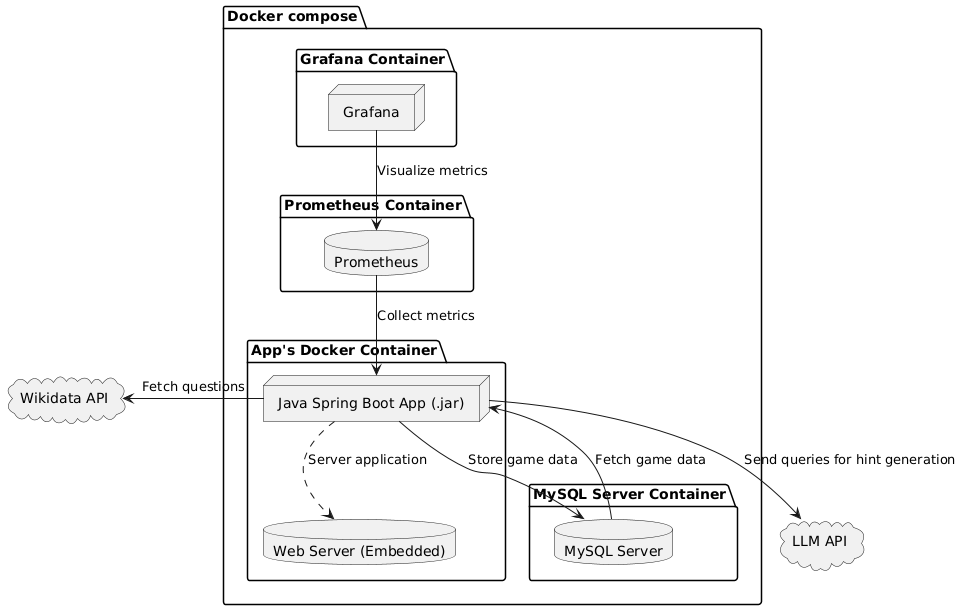 Docker compose
Grafana Container
Grafana
Visualize metrics
Prometheus Container
Prometheus
Collect metrics
App's Docker Container
Fetch questions
Wikidata API
Java Spring Boot App (.jar)
Server application
Store game data
Fetch game data
Send queries for hint generation
MySQL Server Container
LLM API
Web Server (Embedded)
MySQL Server